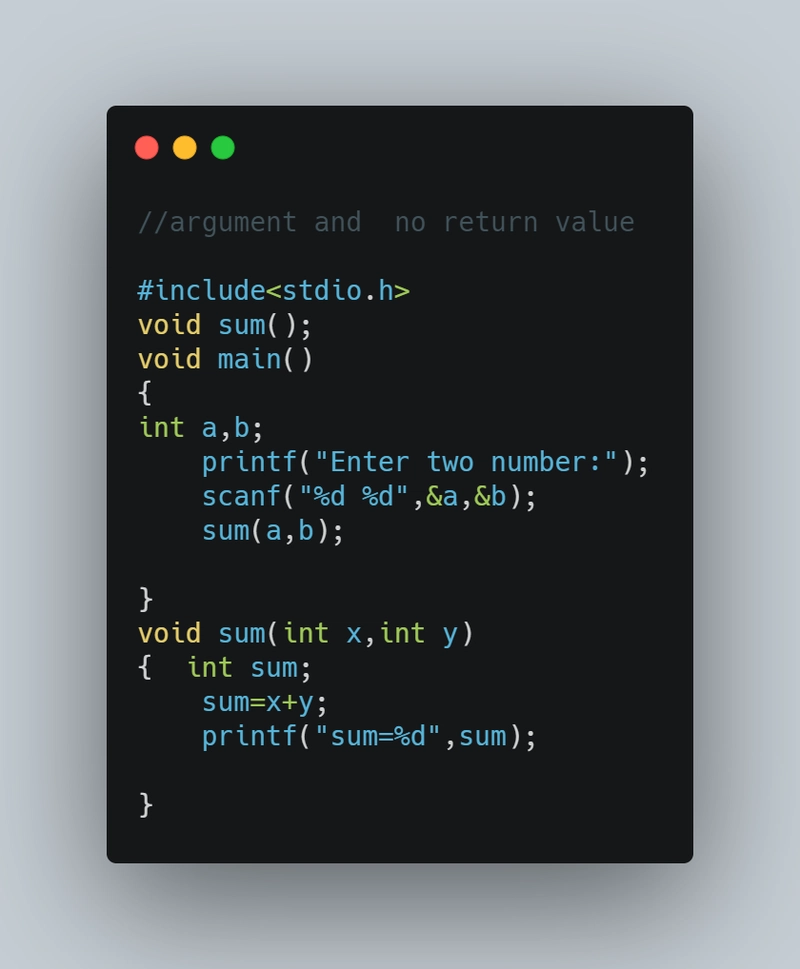 //argument and  no return value
#include<stdio.h>
void sum();
void main()
{
int a,b;
    printf("Enter two number:");
    scanf("%d %d",&a,&b);
    sum(a,b);
}
void sum(int x,int y)
{  int sum;
    sum=x+y;
    printf("sum=%d",sum);
}